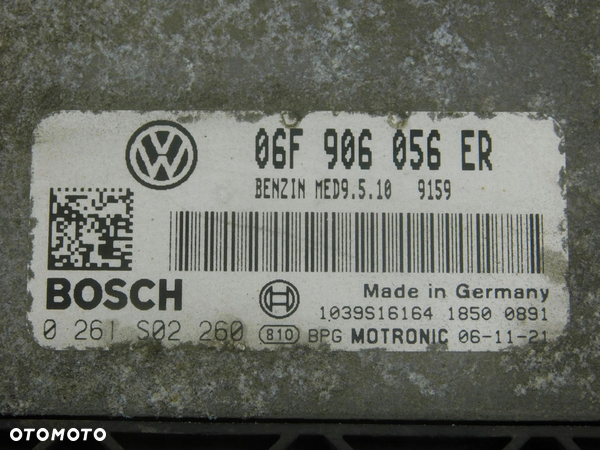 06F 906 056 ER
BENZIN MED9.5.10 9159
BOSCH
Made in Germany
1039S16164 1850 0891
0 261 S02 260 810 BPG MOTRONIC 06-11-21
OTOMOTO